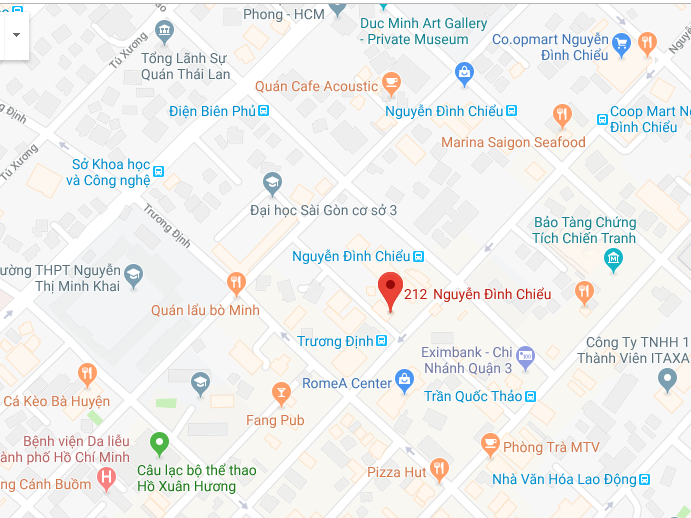 Phong - HCM
Duc Minh Art Gallery
- Private Museum
Tú Xương
Tổng Lãnh Sự
Quán Thái Lan
Co.opmart Nguyễn
Đình Chiểu
Quán Cafe Acoustic
Điện Biên Phủ
Nguyễn Đình Chiểu
Coop Mart
Đình Chiểu
Marina Saigon Seafood
Tú Xương
Sở Khoa học
và Công nghệ
Trương Định
Đại học Sài Gòn cơ sở 3
Bảo Tàng Chứng
Tích Chiến Tranh
Nguyễn Đình Chiểu
THPT Nguyễn
Thị Minh Khai
212 Nguyễn Đình Chiểu
Quán lẩu bò Minh
Trương Định
Công Ty TNHH 1
Thành Viên ITAXA
Eximbank - Chi
Nhánh Quận 3
RomeA Center
Trần Quốc Thảo
Cá Kèo Bà Huyện
Fang Pub
Bệnh viện Da liễu
phố Hồ Chí Minh
Câu lạc bộ thể thao
Hồ Xuân Hương
Cánh Buồm
Phòng Trà MTV
Pizza Hut
Nhà Văn Hóa Lao Động